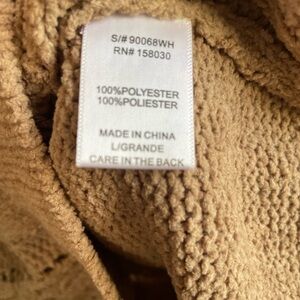 S/# 90068WH
RN# 158030
100%POLYESTER
100%POLIESTER
MADE IN CHINA
L/GRANDE
CARE IN THE BACK